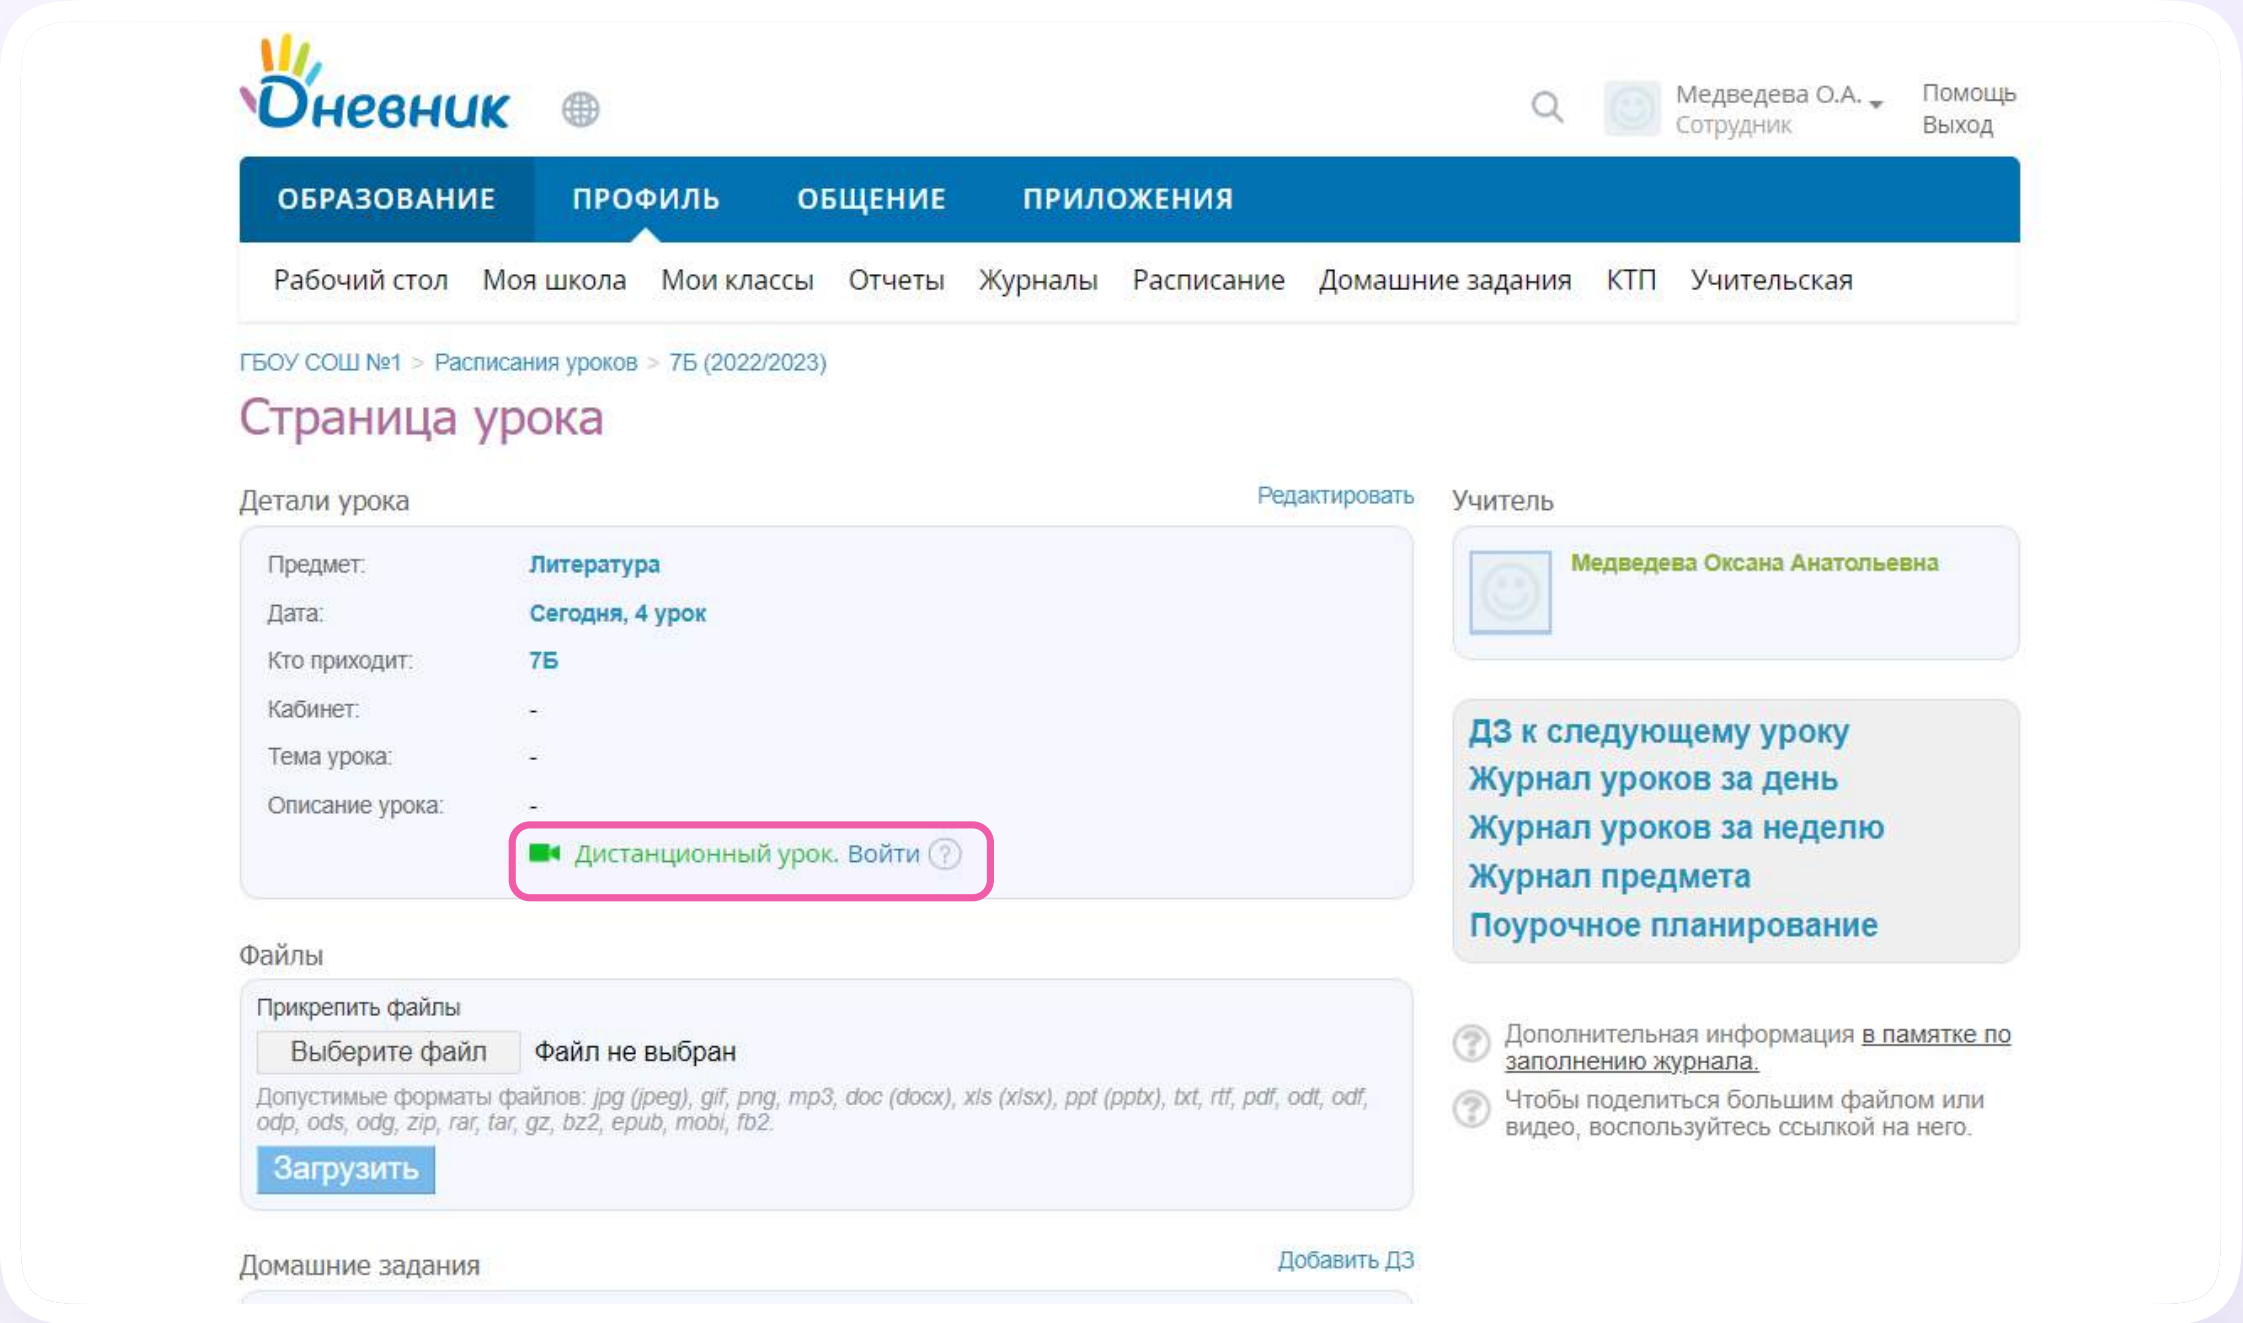 Дневник
Медведева О.А.
Сотрудник
Помощь
Выход
ОБРАЗОВАНИЕ ПРОФИЛЬ ОБЩЕНИЕ ПРИЛОЖЕНИЯ
Рабочий стол Моя школа Мои классы Отчеты Журналы Расписание Домашние задания КТП Учительская
ГБОУ СОШ №1 > Расписания уроков > 7Б (2022/2023)
Страница урока
Детали урока Редактировать
Предмет: Литература
Дата: Сегодня, 4 урок
Кто приходит: 7Б
Кабинет: -
Тема урока: -
Описание урока: -
Дистанционный урок. Войти ?
Файлы
Прикрепить файлы
Выберите файл Файл не выбран
Допустимые форматы файлов: jpg (jpeg), gif, png, mp3, doc (docx), xls (xlsx), ppt (pptx), txt, rtf, pdf, odt, odf,
odp, ods, odg, zip, rar, tar, gz, bz2, epub, mobi, fb2.
Загрузить
Домашние задания Добавить ДЗ
Учитель
Медведева Оксана Анатольевна
ДЗ к следующему уроку
Журнал уроков за день
Журнал уроков за неделю
Журнал предмета
Поурочное планирование
? Дополнительная информация в памятке по
заполнению журнала.
? Чтобы поделиться большим файлом или
видео, воспользуйтесь ссылкой на него.